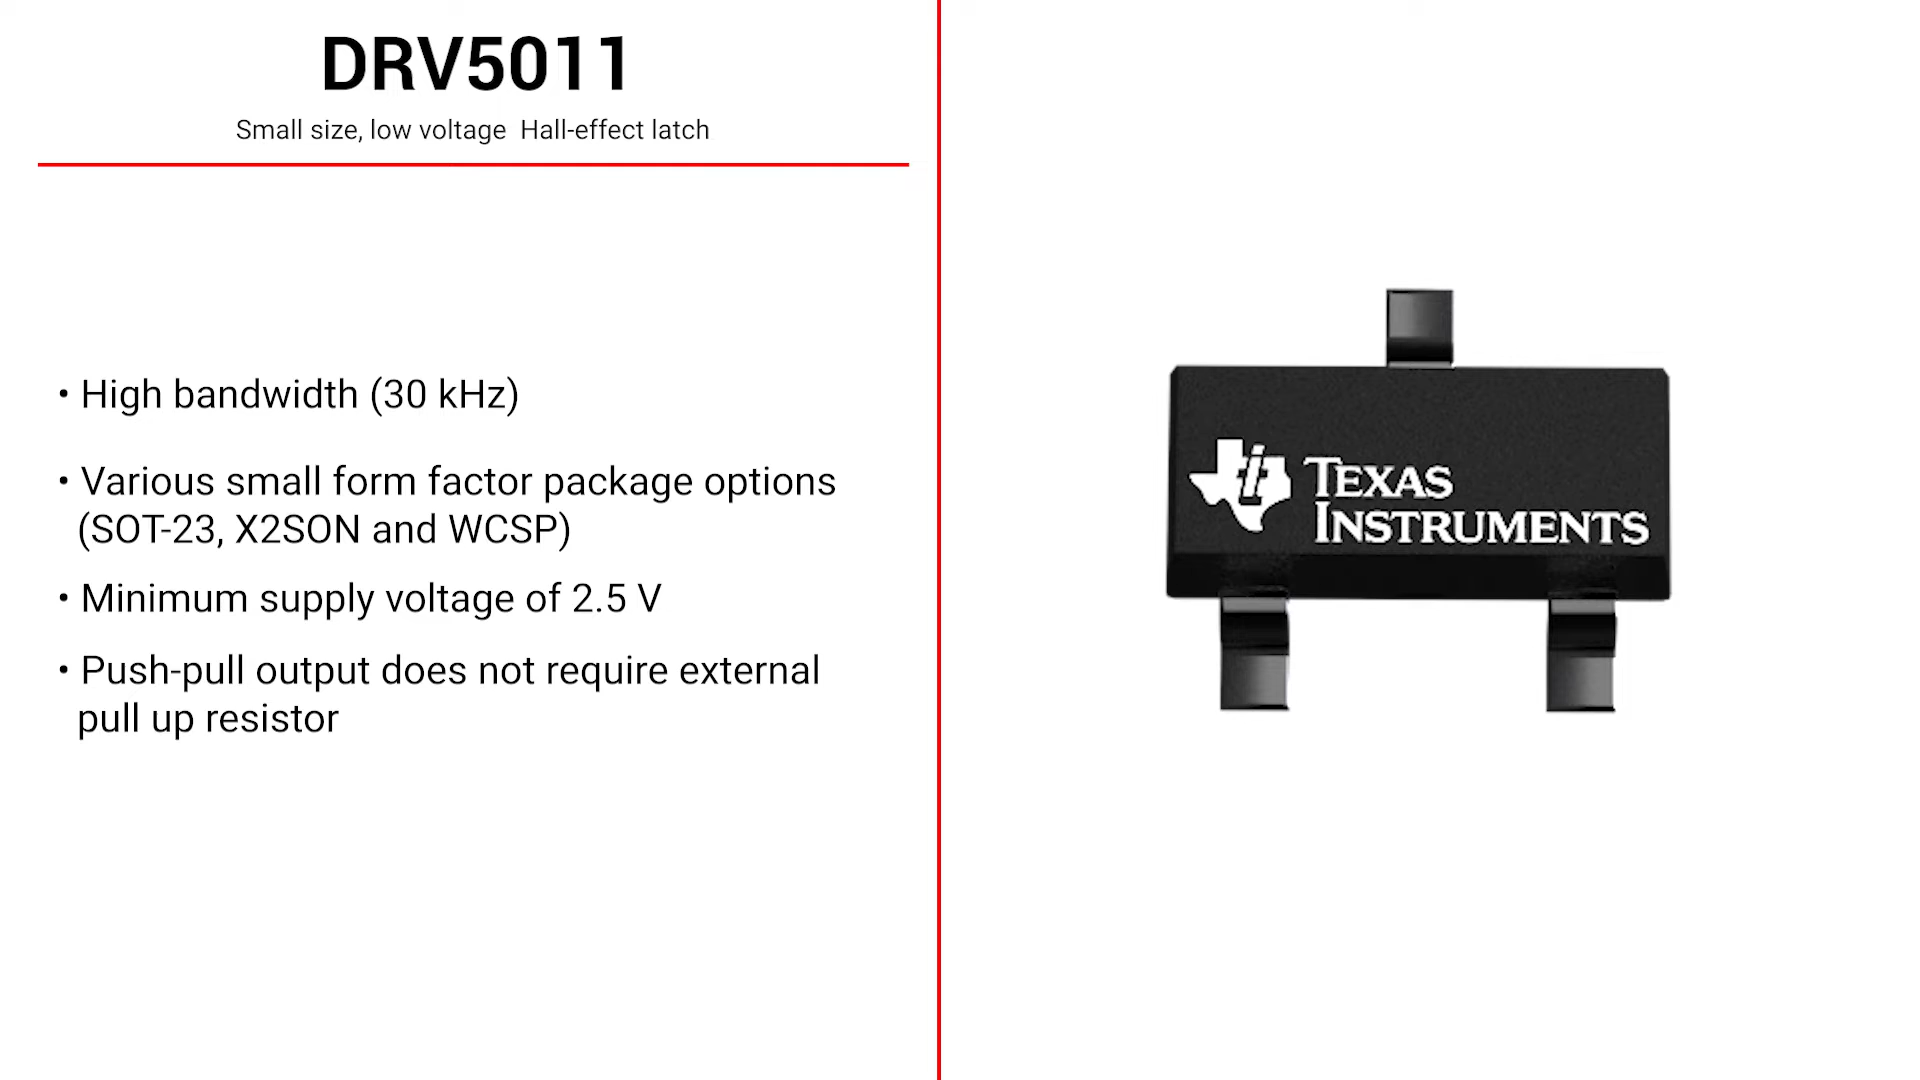 DRV5011
Small size, low voltage Hall-effect latch
• High bandwidth (30 kHz)
• Various small form factor package options
(SOT-23, X2SON and WCSP)
• Minimum supply voltage of 2.5 V
• Push-pull output does not require external
pull up resistor
TEXAS
INSTRUMENTS